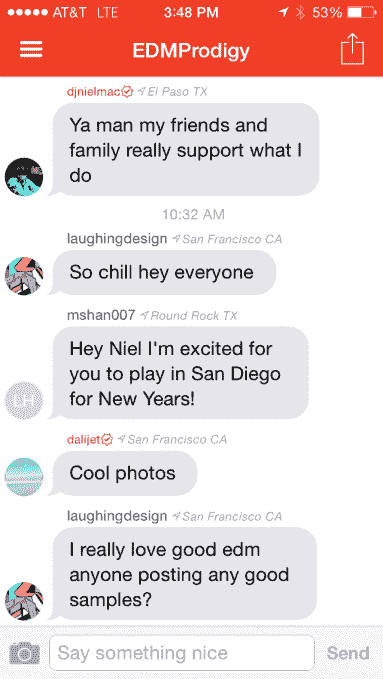 AT&T LTE 3:48 PM 53%
EDMProdigy
djnielmac El Paso TX
Ya man my friends and
family really support what I
do
10:32 AM
laughingdesign San Francisco CA
So chill hey everyone
mshan007 Round Rock TX
Hey Niel I'm excited for
you to play in San Diego
for New Years!
LH
dalijet San Francisco CA
Cool photos
laughingdesign San Francisco CA
I really love good edm
anyone posting any good
samples?
Say something nice Send